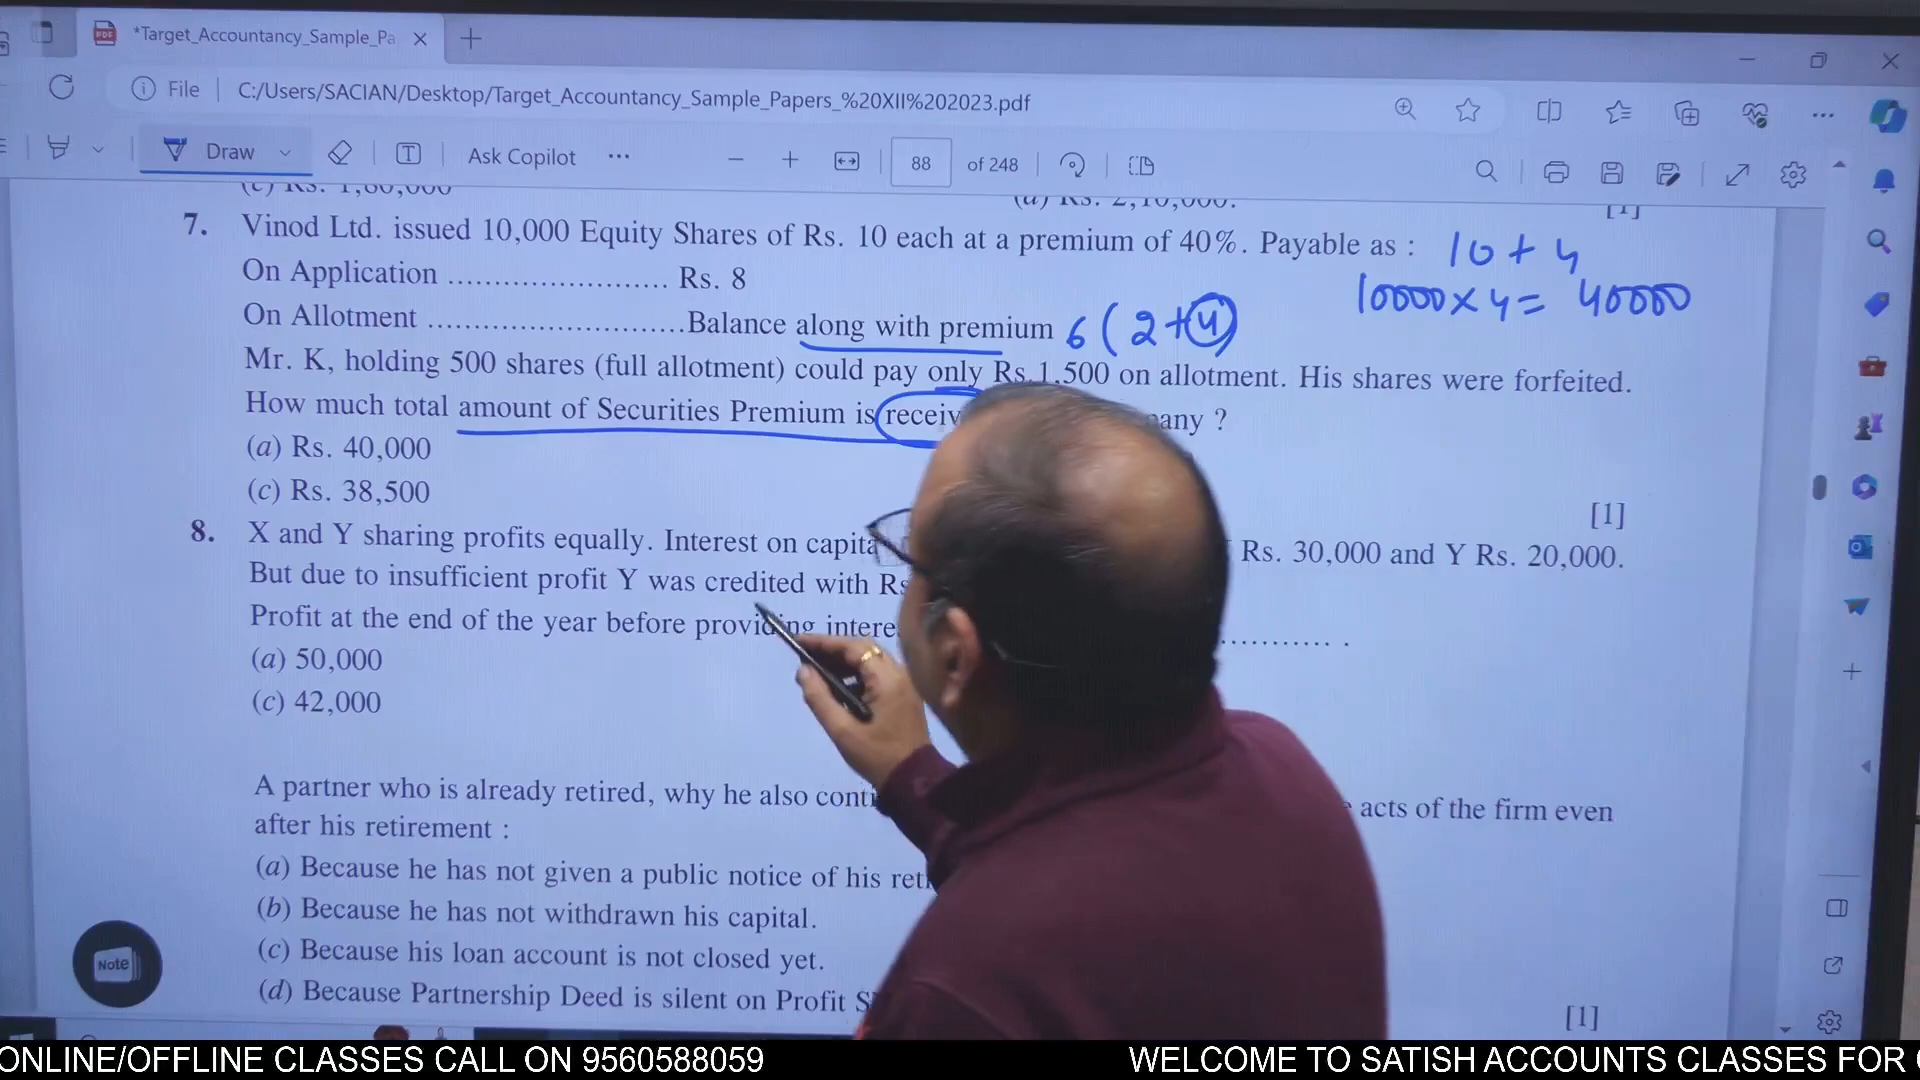 *Target_Accountancy_Sample_Pa
File C:/Users/SACIAN/Desktop/Target_Accountancy_Sample_Papers_%20XII%202023.pdf
Draw Ask Copilot ... 88 of 248
7. Vinod Ltd. issued 10,000 Equity Shares of Rs. 10 each at a premium of 40%. Payable as : 10 + 4
On Application ........................ Rs. 8
10000 x 4 = 40000
On Allotment ............................Balance along with premium 6 (2+4)
Mr. K, holding 500 shares (full allotment) could pay only Rs. 1,500 on allotment. His shares were forfeited.
How much total amount of Securities Premium is receiv any ?
(a) Rs. 40,000
(c) Rs. 38,500
[1]
8. X and Y sharing profits equally. Interest on capita Rs. 30,000 and Y Rs. 20,000.
But due to insufficient profit Y was credited with Rs
Profit at the end of the year before providing intere ............ .
(a) 50,000
(c) 42,000
A partner who is already retired, why he also conti acts of the firm even
after his retirement :
(a) Because he has not given a public notice of his reti
(b) Because he has not withdrawn his capital.
(c) Because his loan account is not closed yet.
(d) Because Partnership Deed is silent on Profit S
[1]
Note
ONLINE/OFFLINE CLASSES CALL ON 9560588059 WELCOME TO SATISH ACCOUNTS CLASSES FOR